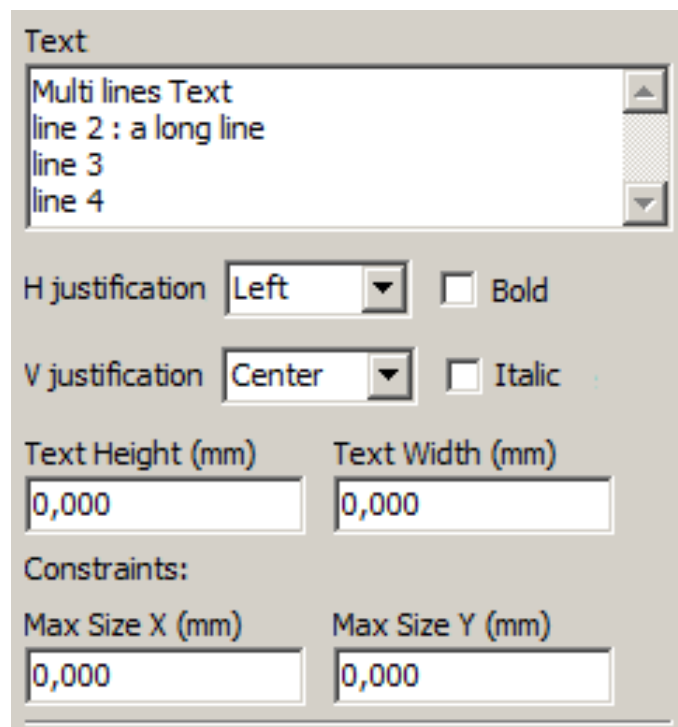 Text
Multi lines Text
line 2 : a long line
line 3
line 4
H justification Left Bold
V justification Center Italic
Text Height (mm) Text Width (mm)
0,000 0,000
Constraints:
Max Size X (mm) Max Size Y (mm)
0,000 0,000